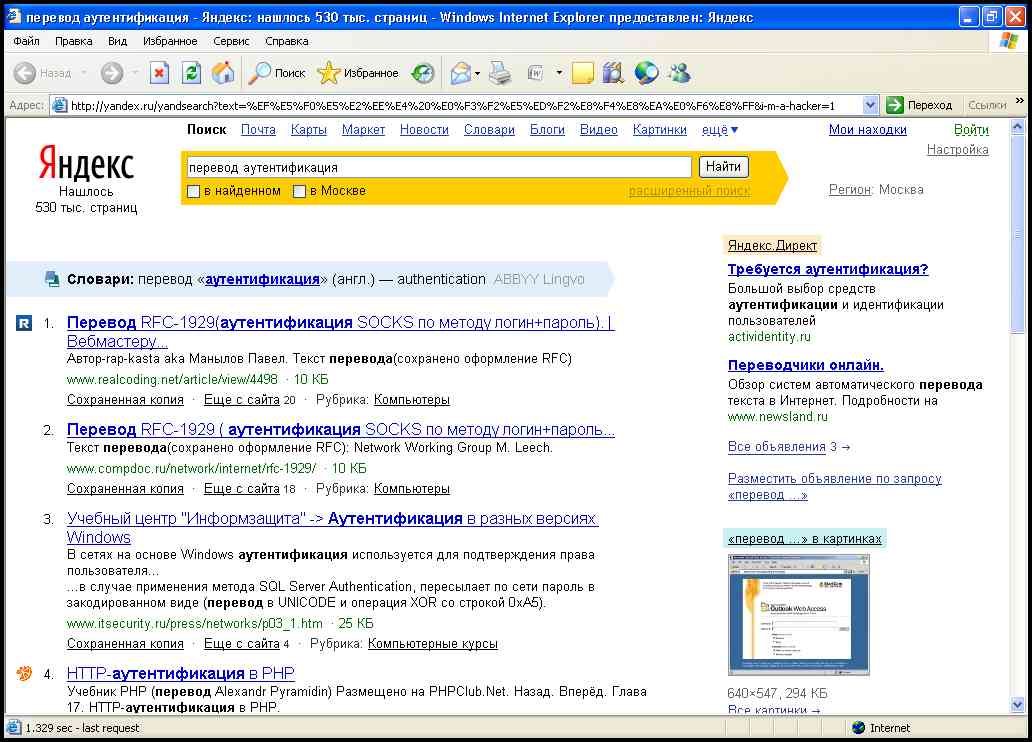 перевод аутентификация - Яндекс: нашлось 530 тыс. страниц - Windows Internet Explorer предоставлен: Яндекс
Файл Правка Вид Избранное Сервис Справка
Назад Поиск Избранное
Адрес: http://yandex.ru/yandsearch?text=%EF%E5%F0%E5%E2%EE%E4%20%E0%F3%F2%E5%ED%F2%E8%F4%E8%EA%E0%F6%E8%FF&i-m-a-hacker=1 Переход Ссылки »
Поиск Почта Карты Маркет Новости Словари Блоги Видео Картинки ещё ▼ Мои находки Войти
Настройка
Яндекс
Нашлось
530 тыс. страниц
перевод аутентификация Найти
в найденном в Москве расширенный поиск
Регион: Москва
Словари: перевод «аутентификация» (англ.) — authentication ABBYY Lingvo
R 1. Перевод RFC-1929(аутентификация SOCKS по методу логин+пароль). |
Вебмастеру...
Автор-rap-kasta aka Манылов Павел. Текст перевода(сохранено оформление RFC)
www.realcoding.net/article/view/4498 · 10 КБ
Сохраненная копия · Еще с сайта 20 · Рубрика: Компьютеры
2. Перевод RFC-1929 ( аутентификация SOCKS по методу логин+пароль...
Текст перевода(сохранено оформление RFC): Network Working Group M. Leech.
www.compdoc.ru/network/internet/rfc-1929/ · 10 КБ
Сохраненная копия · Еще с сайта 18 · Рубрика: Компьютеры
3. Учебный центр "Информзащита" -> Аутентификация в разных версиях
Windows
В сетях на основе Windows аутентификация используется для подтверждения права
пользователя...
...в случае применения метода SQL Server Authentication, пересылает по сети пароль в
закодированном виде (перевод в UNICODE и операция XOR со строкой 0xA5).
www.itsecurity.ru/press/networks/p03_1.htm · 25 КБ
Сохраненная копия · Еще с сайта 4 · Рубрика: Компьютерные курсы
4. HTTP-аутентификация в PHP
Учебник PHP (перевод Alexandr Pyramidin) Размещено на PHPClub.Net. Назад. Вперёд. Глава
17. HTTP-аутентификация в PHP.
Яндекс.Директ
Требуется аутентификация?
Большой выбор средств
аутентификации и идентификации
пользователей
actividentity.ru
Переводчики онлайн.
Обзор систем автоматического перевода
текста в Интернет. Подробности на
www.newsland.ru
Все объявления 3 →
Разместить объявление по запросу
«перевод ...»
«перевод ...» в картинках
Outlook Web Access
640×547, 294 КБ
Все картинки →
1.329 sec - last request Internet